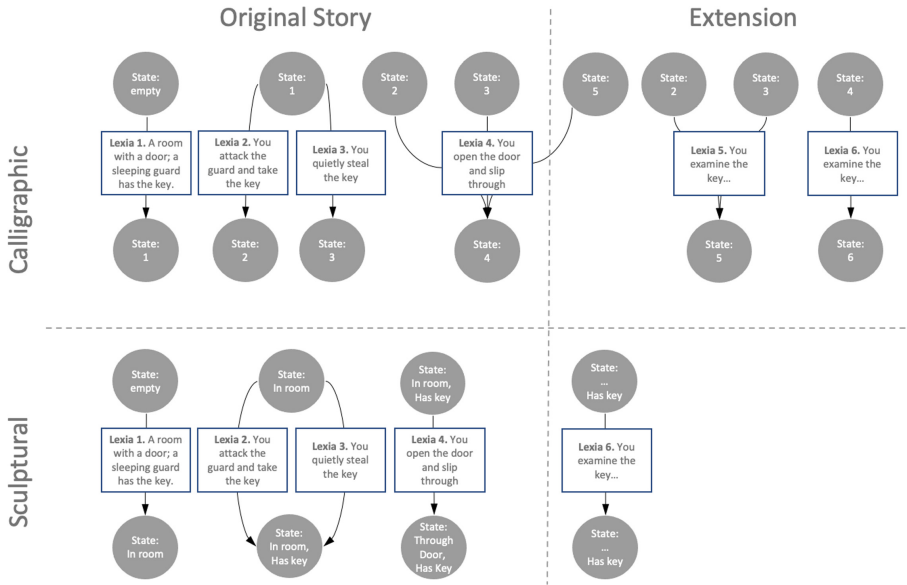 Original Story
Extension
Calligraphic
State:
empty
State:
1
State:
2
State:
3
State:
5
State:
2
State:
3
State:
4
Lexia 1. A room
with a door; a
sleeping guard
has the key.
Lexia 2. You
attack the
guard and take
the key
Lexia 3. You
quietly steal
the key
Lexia 4. You
open the door
and slip
through
Lexia 5. You
examine the
key...
Lexia 6. You
examine the
key...
State:
1
State:
2
State:
3
State:
4
State:
5
State:
6
Sculptural
State:
empty
State:
In room
State:
In room,
Has key
State:
...
Has key
Lexia 1. A room
with a door; a
sleeping guard
has the key.
Lexia 2. You
attack the
guard and take
the key
Lexia 3. You
quietly steal
the key
Lexia 4. You
open the door
and slip
through
Lexia 6. You
examine the
key...
State:
In room
State:
In room,
Has key
State:
Through
Door,
Has Key
State:
...
Has key